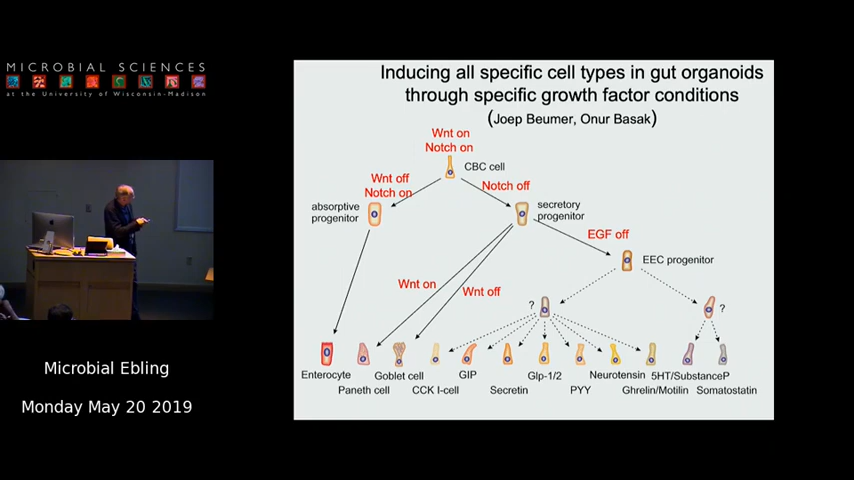 MICROBIAL SCIENCES
at the University of Wisconsin-Madison
Microbial Ebling
Monday May 20 2019
Inducing all specific cell types in gut organoids
through specific growth factor conditions
(Joep Beumer, Onur Basak)
Wnt on
Notch on
CBC cell
Wnt off
Notch on
Notch off
absorptive
progenitor
secretory
progenitor
EGF off
EEC progenitor
Wnt on
Wnt off
?
?
Enterocyte
Paneth cell
Goblet cell
CCK I-cell
GIP
Secretin
Glp-1/2
PYY
Neurotensin
Ghrelin/Motilin
5HT/SubstanceP
Somatostatin